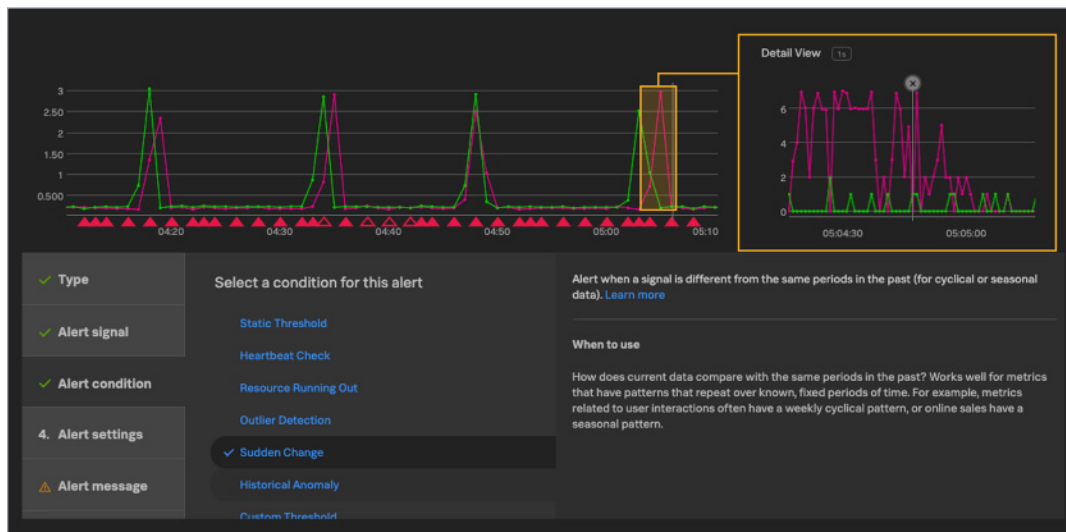 Detail View 1s
3
2.50
2
1.50
1
0.500
04:20 04:30 04:40 04:50 05:00 05:10
6
4
2
0
05:04:30 05:05:00
Type
Alert signal
Alert condition
4. Alert settings
Alert message
Select a condition for this alert
Static Threshold
Heartbeat Check
Resource Running Out
Outlier Detection
Sudden Change
Historical Anomaly
Custom Threshold
Alert when a signal is different from the same periods in the past (for cyclical or seasonal
data). Learn more
When to use
How does current data compare with the same periods in the past? Works well for metrics
that have patterns that repeat over known, fixed periods of time. For example, metrics
related to user interactions often have a weekly cyclical pattern, or online sales have a
seasonal pattern.